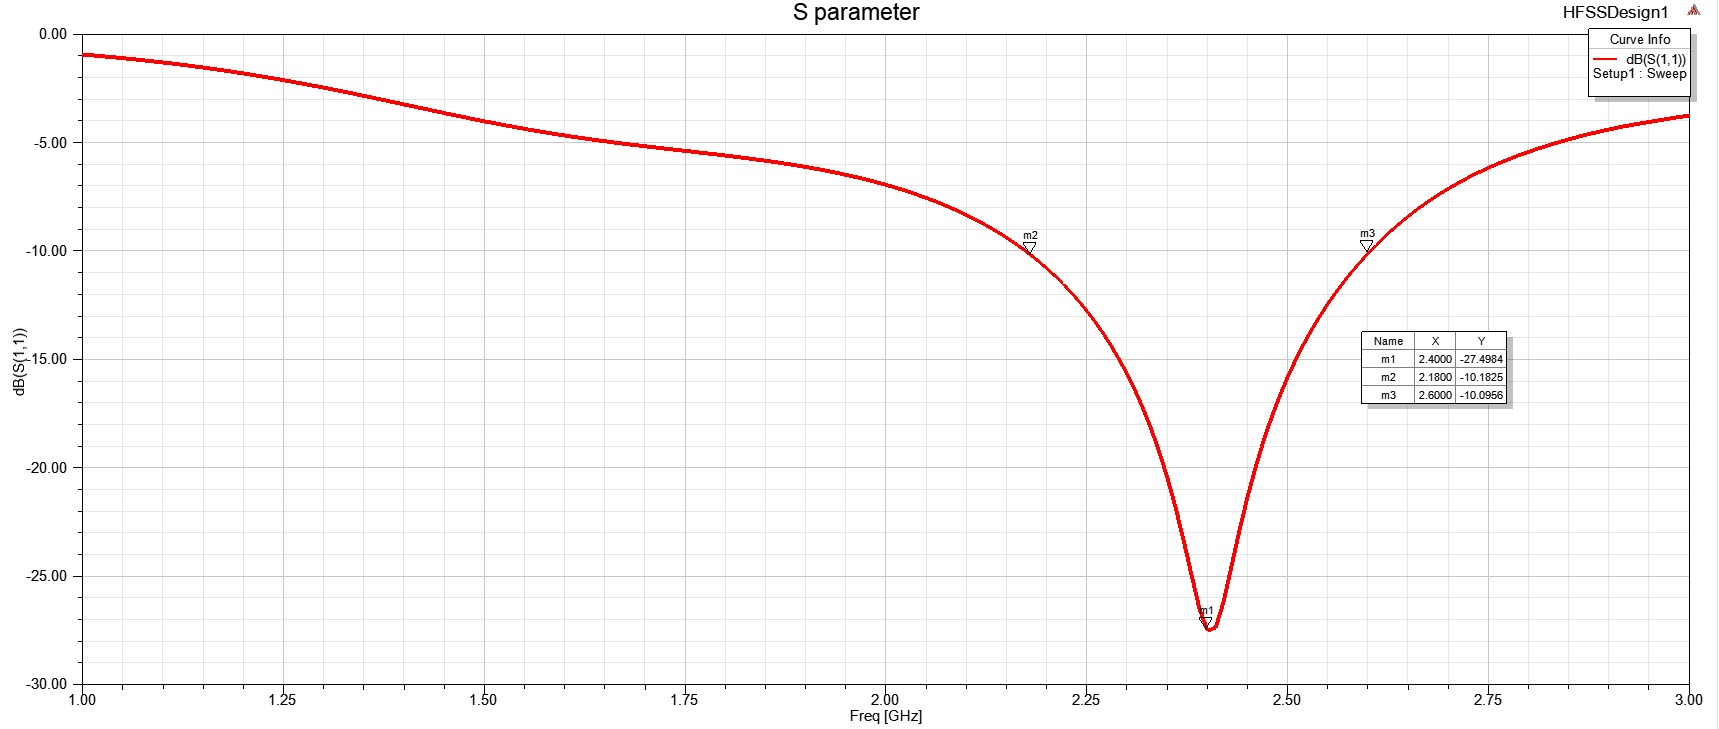 S parameter
HFSSDesign1
Curve Info
dB(S(1,1))
Setup1 : Sweep
0.00
-5.00
-10.00
-15.00
-20.00
-25.00
-30.00
dB(S(1,1))
m2
m3
m1
Name X Y
m1 2.4000 -27.4984
m2 2.1800 -10.1825
m3 2.6000 -10.0956
1.00 1.25 1.50 1.75 2.00 2.25 2.50 2.75 3.00
Freq [GHz]